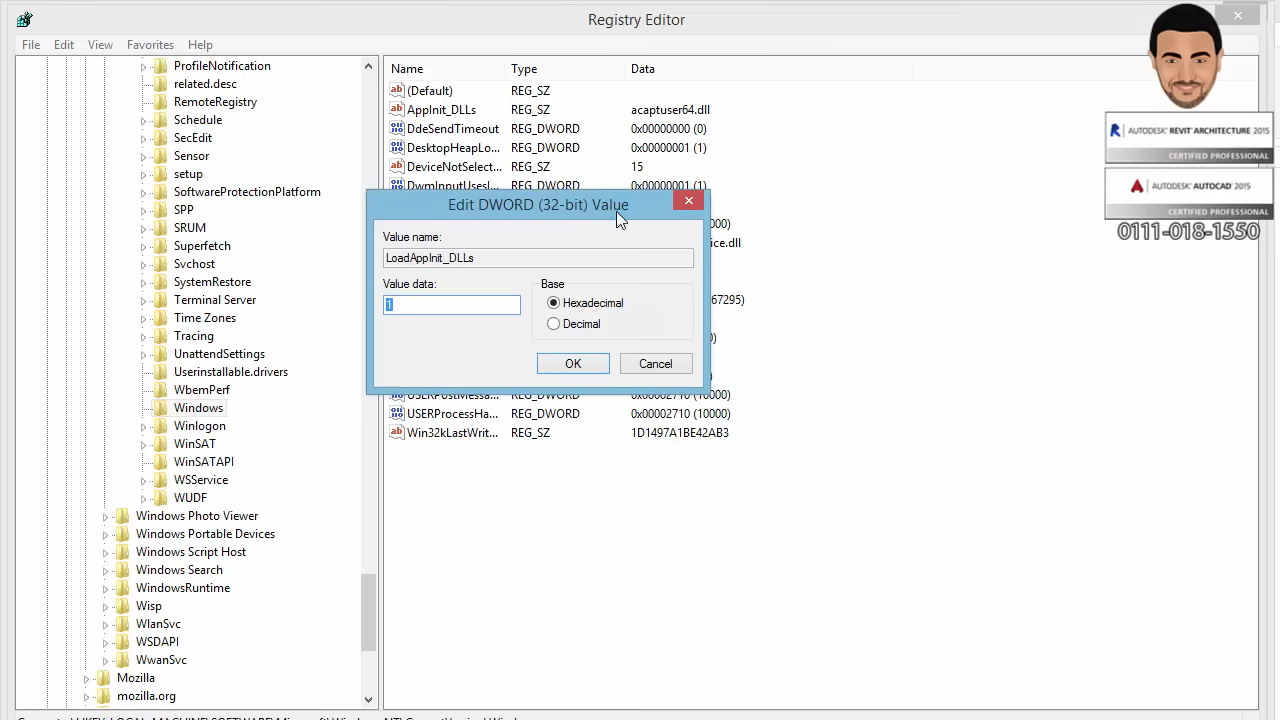 Registry Editor
File Edit View Favorites Help
ProfileNotification
related.desc
RemoteRegistry
Schedule
SecEdit
Sensor
setup
SoftwareProtectionPlatform
SPP
SRUM
Superfetch
Svchost
SystemRestore
Terminal Server
Time Zones
Tracing
UnattendSettings
Userinstallable.drivers
WbemPerf
Windows
Winlogon
WinSAT
WinSATAPI
WSService
WUDF
Windows Photo Viewer
Windows Portable Devices
Windows Script Host
Windows Search
WindowsRuntime
Wisp
WlanSvc
WSDAPI
WwanSvc
Mozilla
mozilla.org
Name Type Data
(Default) REG_SZ
AppInit_DLLs REG_SZ acaptuser64.dll
DdeSendTimeout REG_DWORD 0x00000000 (0)
DesktopHeapLo... REG_DWORD 0x00000001 (1)
DeviceNotSelect... REG_SZ 15
DwmInputUsesI... REG_DWORD 0x00000001 (1)
000)
ice.dll
67295)
0)
USERPostMessa... REG_DWORD 0x00002710 (10000)
USERProcessHa... REG_DWORD 0x00002710 (10000)
Win32kLastWrit... REG_SZ 1D1497A1BE42AB3
Edit DWORD (32-bit) Value
Value name:
LoadAppInit_DLLs
Value data: Base
1 Hexadecimal
Decimal
OK Cancel
AUTODESK® REVIT ARCHITECTURE 2015
CERTIFIED PROFESSIONAL
AUTODESK® AUTOCAD® 2015
CERTIFIED PROFESSIONAL
0111-018-1550